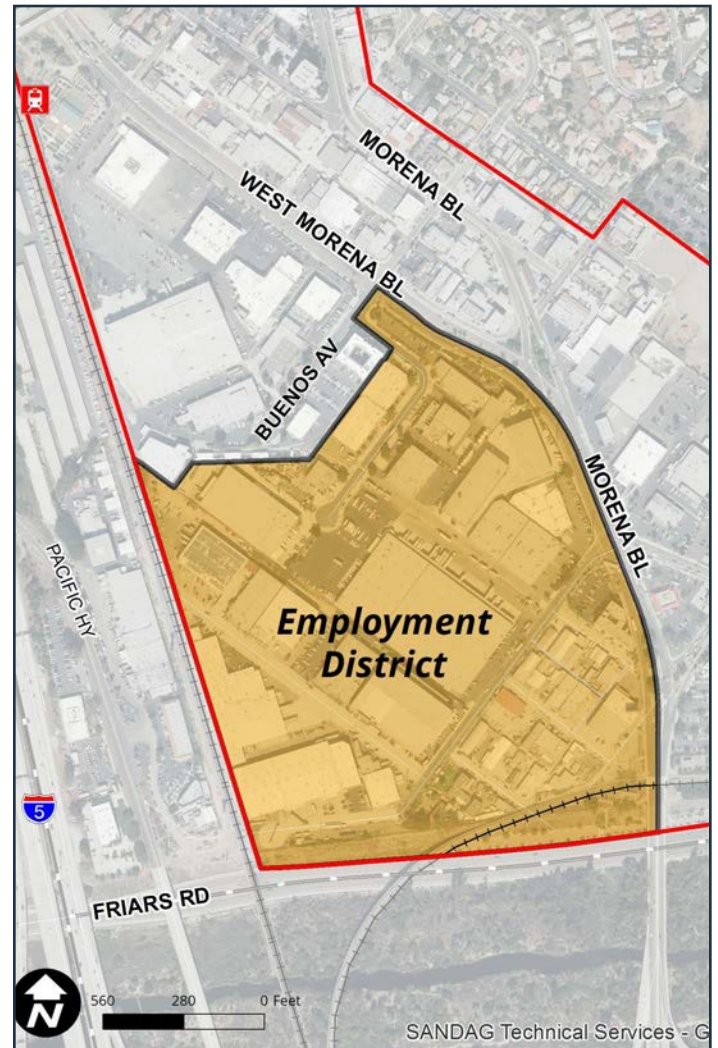 MORENA BL
WEST MORENA BL
BUENOS AV
MORENA BL
PACIFIC HY
Employment
District
5
FRIARS RD
N
560 280 0 Feet
SANDAG Technical Services - G